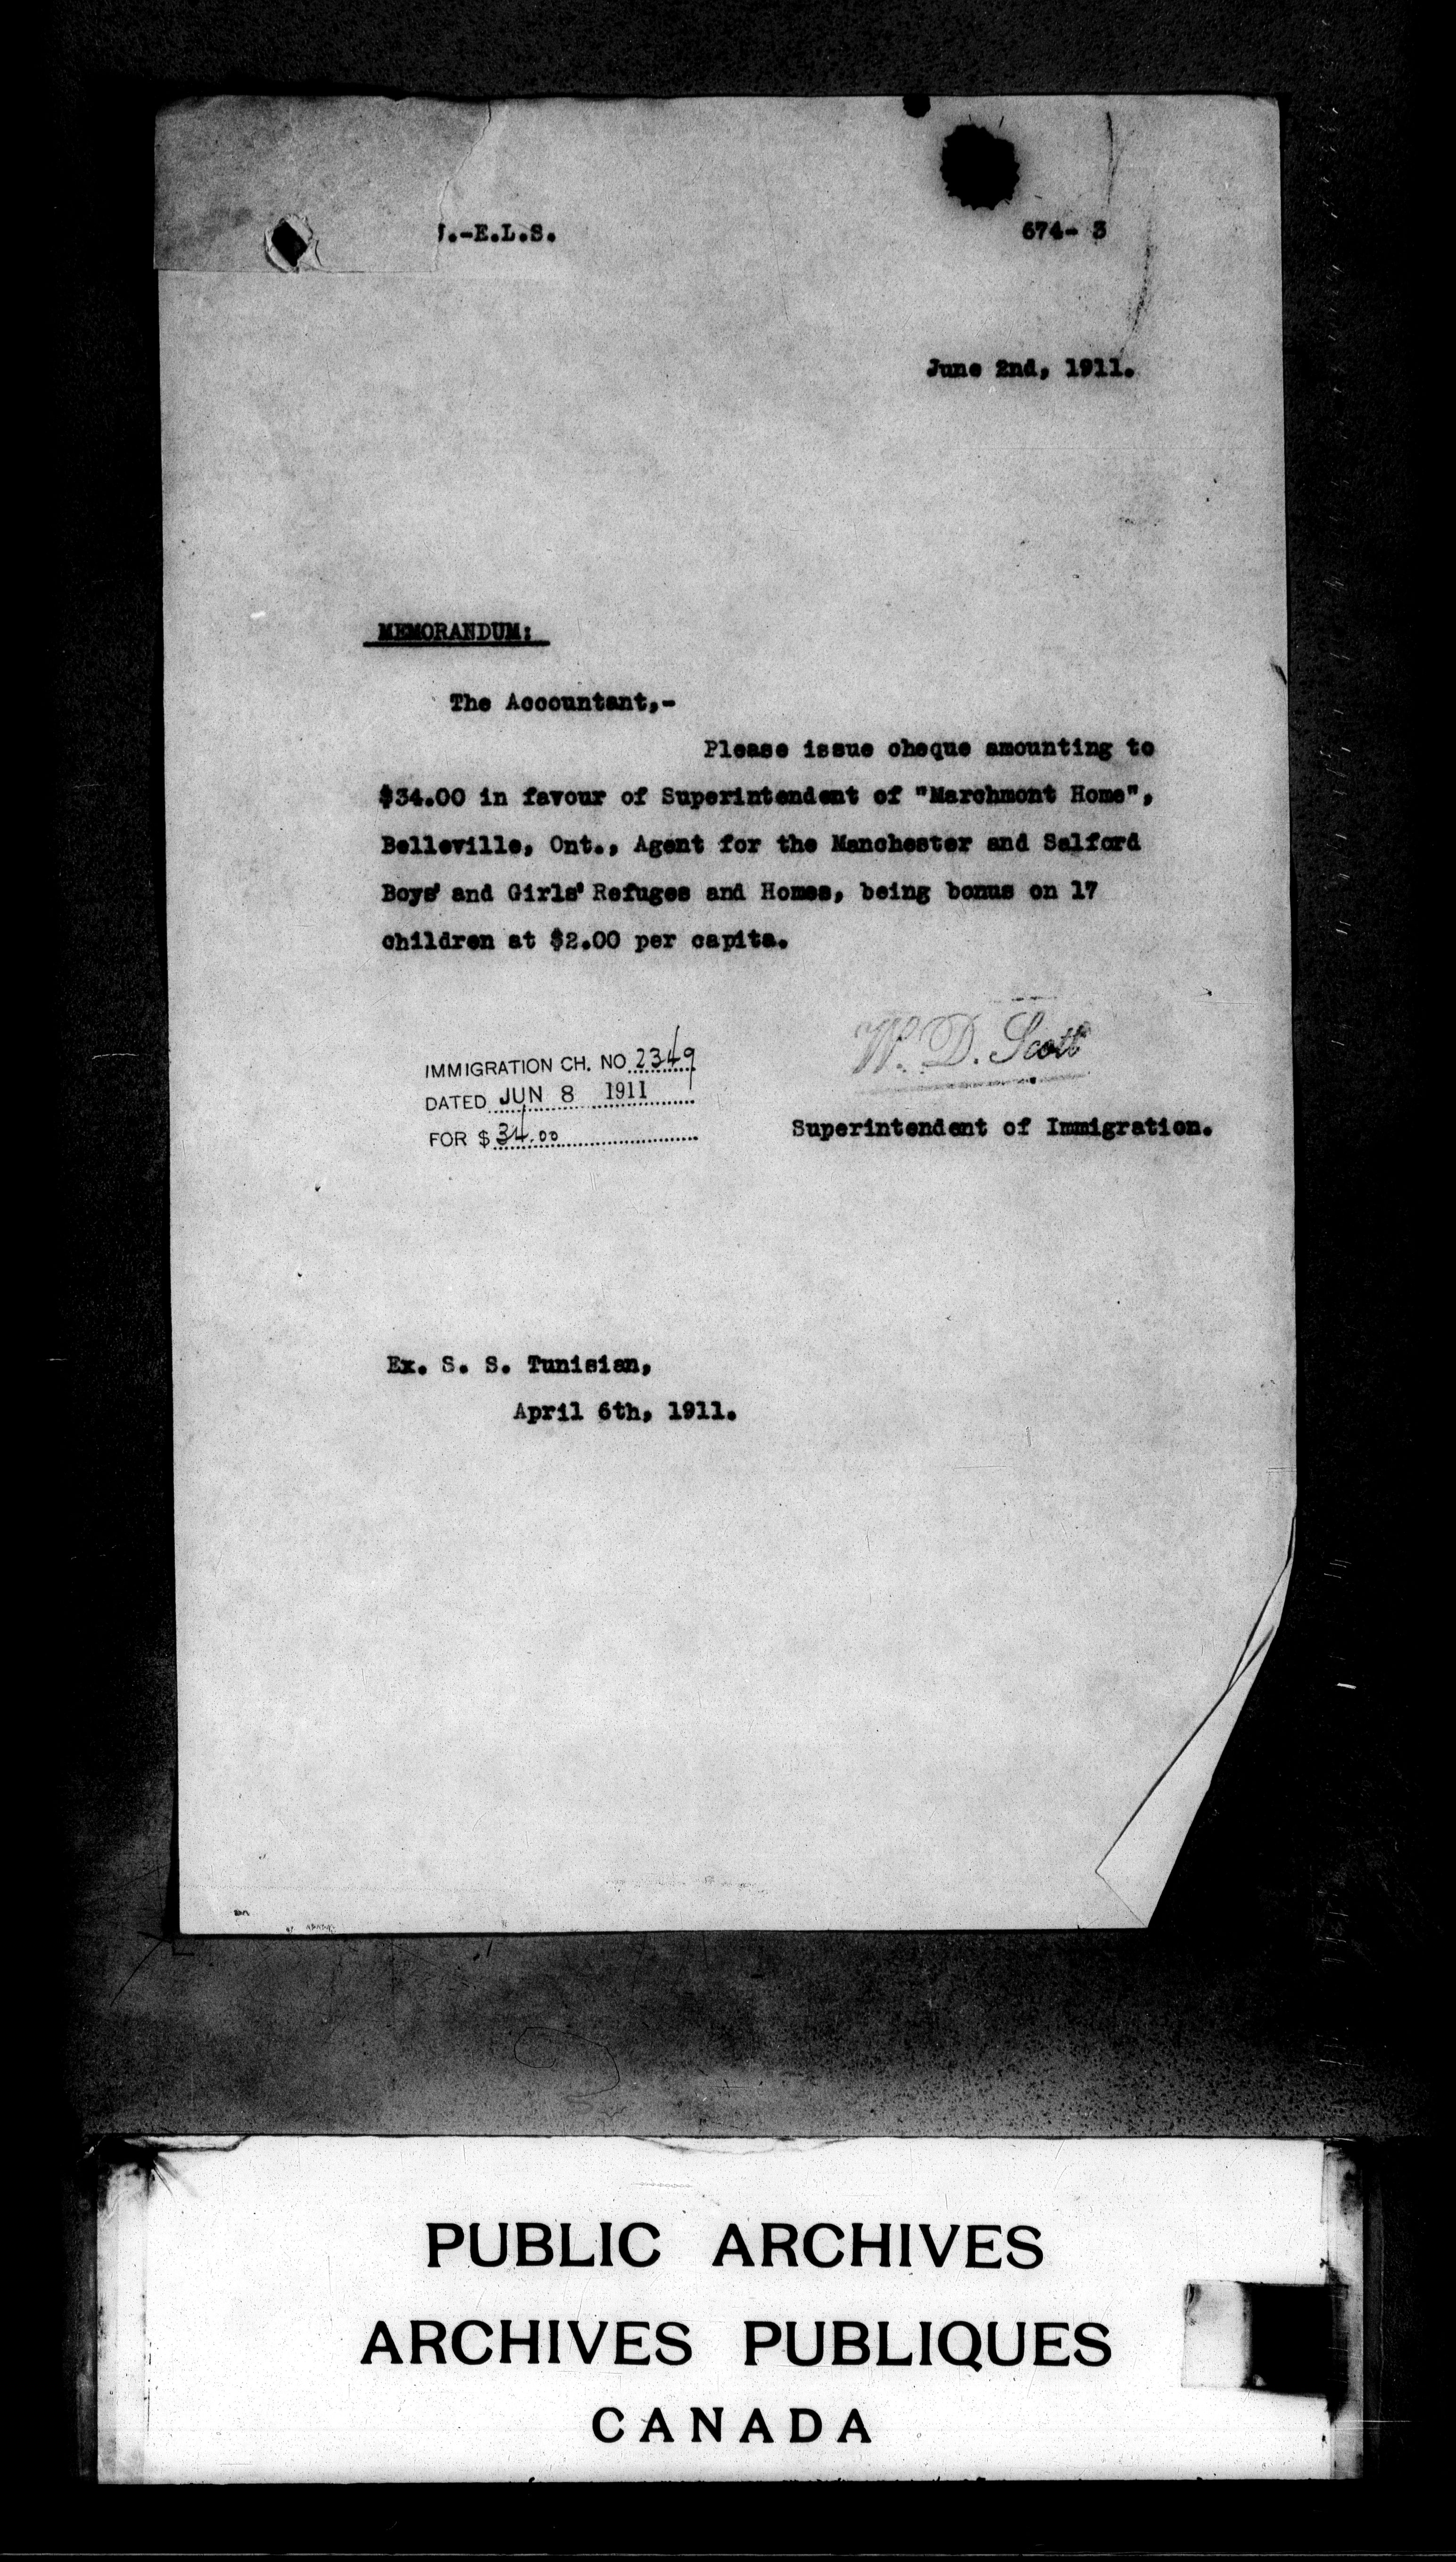 .-E.L.S. 674- 3
June 2nd, 1911.
MEMORANDUM:
The Accountant,-
Please issue cheque amounting to
$34.00 in favour of Superintendent of "Marchmont Home",
Belleville, Ont., Agent for the Manchester and Salford
Boys' and Girls' Refuges and Homes, being bonus on 17
children at $2.00 per capita.
W. D. Scott
Superintendent of Immigration.
IMMIGRATION CH. NO. 2349
DATED JUN 8 1911
FOR $ 34.00
Ex. S. S. Tunisian,
April 6th, 1911.
PUBLIC ARCHIVES
ARCHIVES PUBLIQUES
CANADA